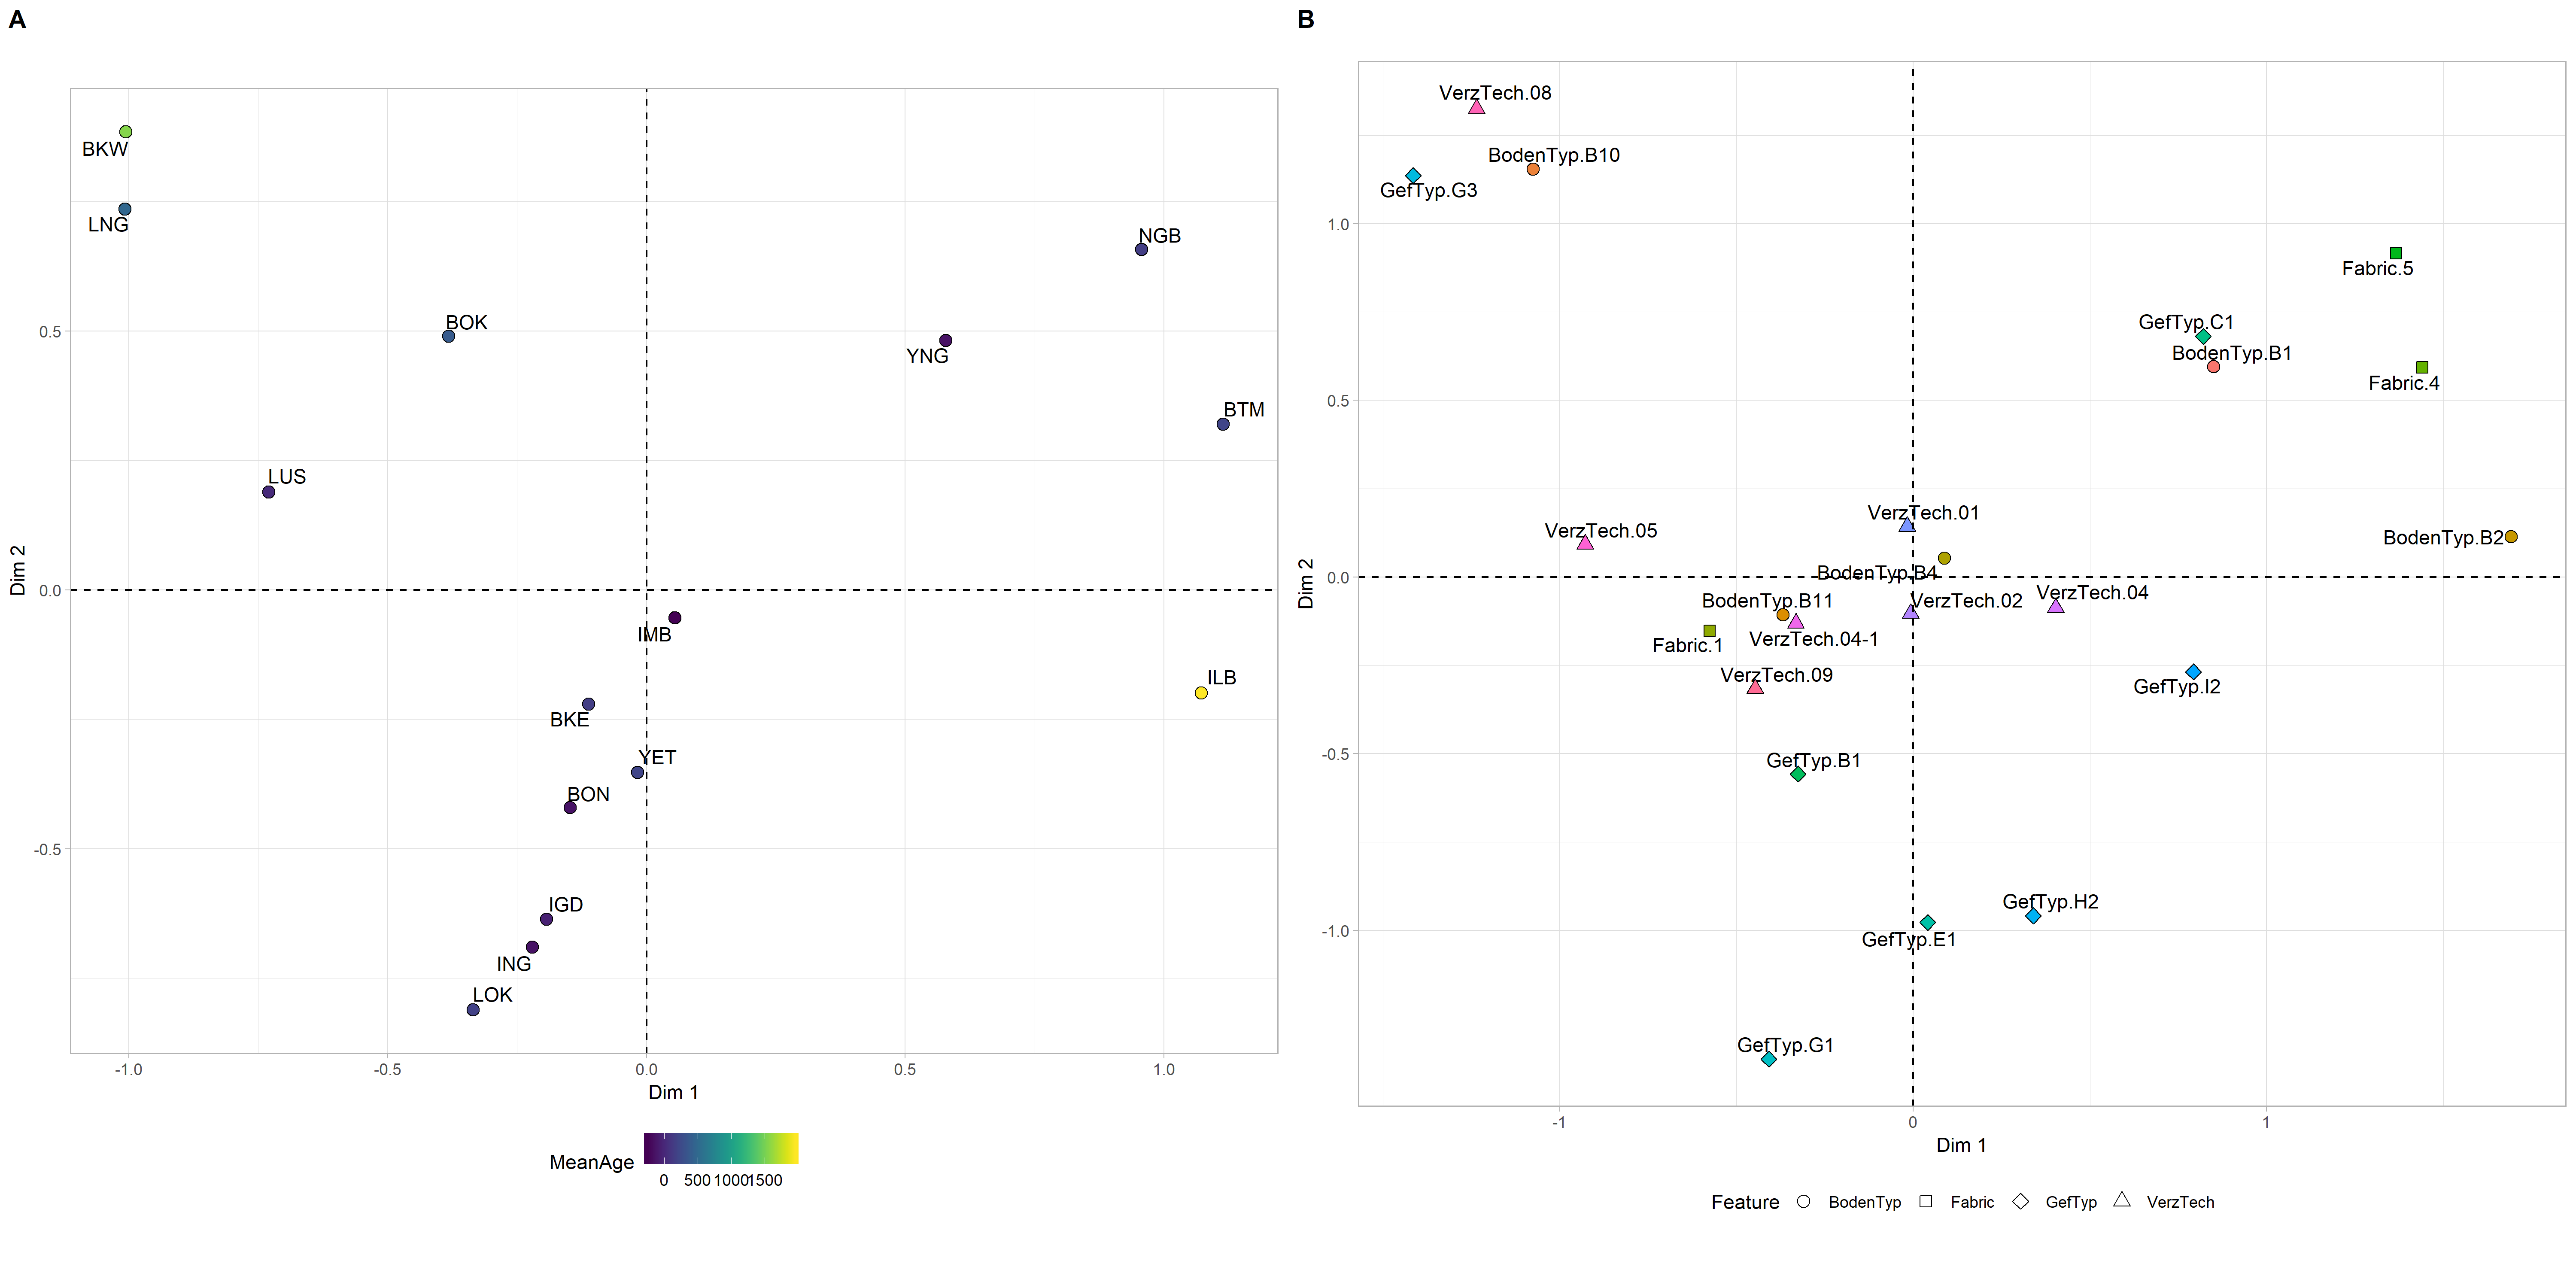 A
BKW
LNG
NGB
BOK
YNG
BTM
LUS
IMB
ILB
BKE
YET
BON
IGD
ING
LOK
0.5
0.0
-0.5
Dim 2
-1.0
-0.5
0.0
0.5
1.0
Dim 1
MeanAge
0
500
1000
1500
B
VerzTech.08
BodenTyp.B10
GefTyp.G3
Fabric.5
GefTyp.C1
BodenTyp.B1
Fabric.4
VerzTech.01
VerzTech.05
BodenTyp.B2
BodenTyp.B4
VerzTech.04
BodenTyp.B11
VerzTech.02
VerzTech.04-1
Fabric.1
VerzTech.09
GefTyp.I2
GefTyp.B1
GefTyp.H2
GefTyp.E1
GefTyp.G1
1.0
0.5
0.0
-0.5
-1.0
Dim 2
-1
0
1
Dim 1
Feature BodenTyp Fabric GefTyp VerzTech